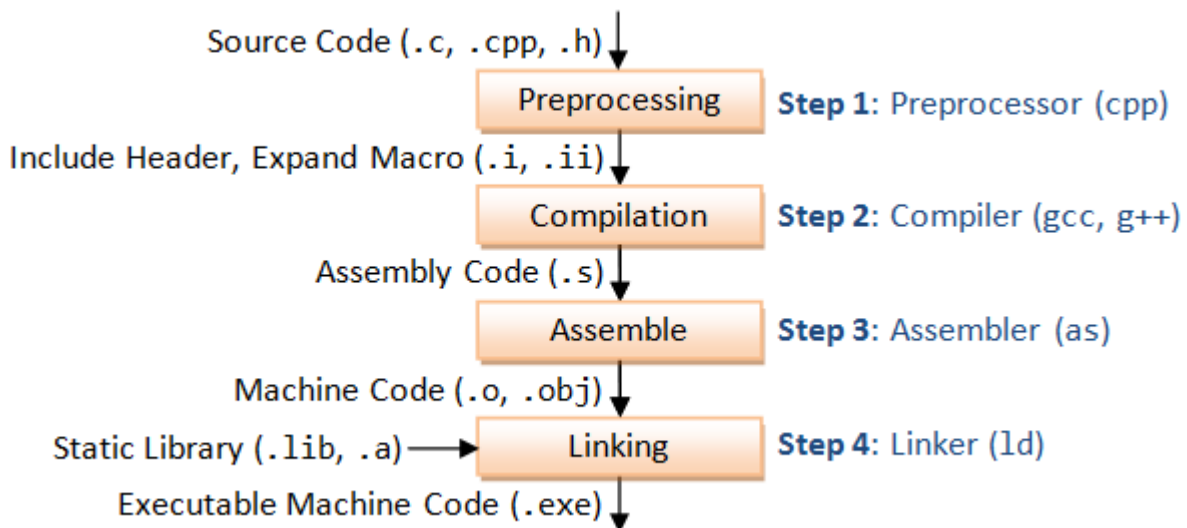 Source Code (.c, .cpp, .h)
Preprocessing
Step 1: Preprocessor (cpp)
Include Header, Expand Macro (.i, .ii)
Compilation
Step 2: Compiler (gcc, g++)
Assembly Code (.s)
Assemble
Step 3: Assembler (as)
Machine Code (.o, .obj)
Static Library (.lib, .a)
Linking
Step 4: Linker (ld)
Executable Machine Code (.exe)